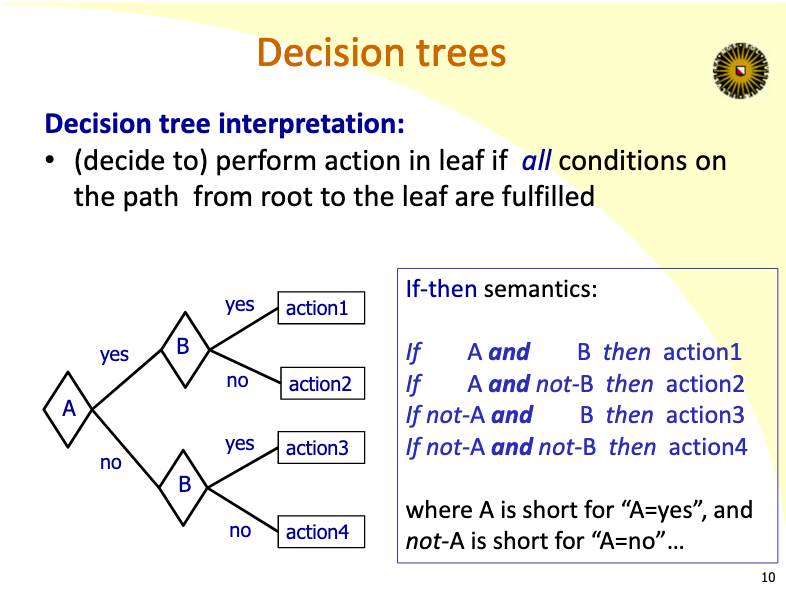 Decision trees
Decision tree interpretation:
• (decide to) perform action in leaf if all conditions on
the path from root to the leaf are fulfilled
yes
action1
B
yes
no
action2
A
yes
action3
no
B
no
action4
If-then semantics:
If A and B then action1
If A and not-B then action2
If not-A and B then action3
If not-A and not-B then action4
where A is short for “A=yes”, and
not-A is short for “A=no”…
10